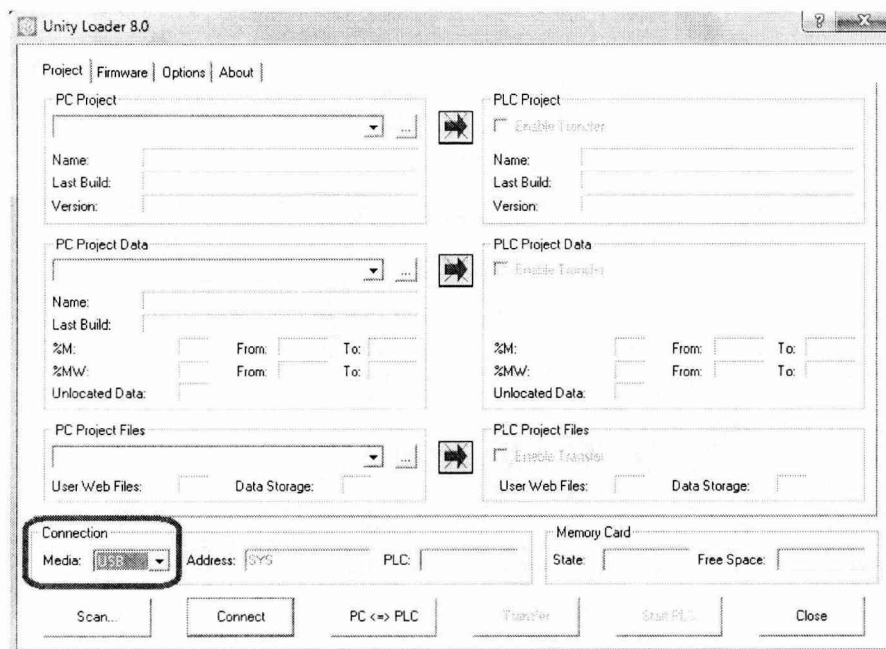 Unity Loader 8.0
Project Firmware Options About
PC Project
PLC Project
...
Enable Transfer
Name:
Name:
Last Build:
Last Build:
Version:
Version:
PC Project Data
PLC Project Data
...
Enable Transfer
Name:
Last Build:
%M: From: To:
%M: From: To:
%MW: From: To:
%MW: From: To:
Unlocated Data:
Unlocated Data:
PC Project Files
PLC Project Files
...
Enable Transfer
User Web Files: Data Storage:
User Web Files: Data Storage:
Connection
Memory Card
Media: USB Address: SYS PLC:
State: Free Space:
Scan... Connect PC <=> PLC Transfer Start PLC Close